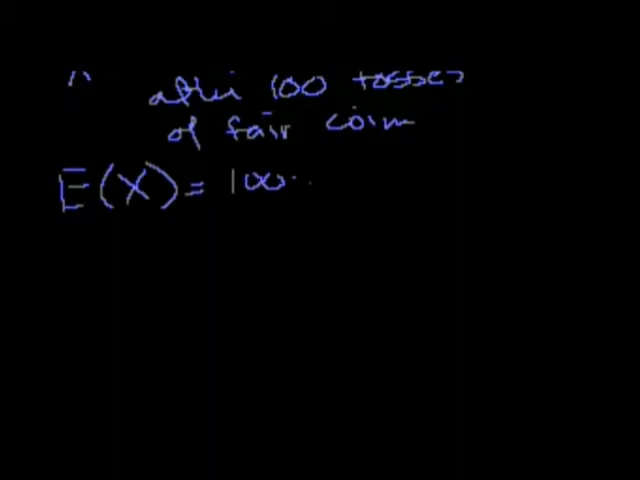 after 100 tosses
of fair coin
E(X) = 100 ·